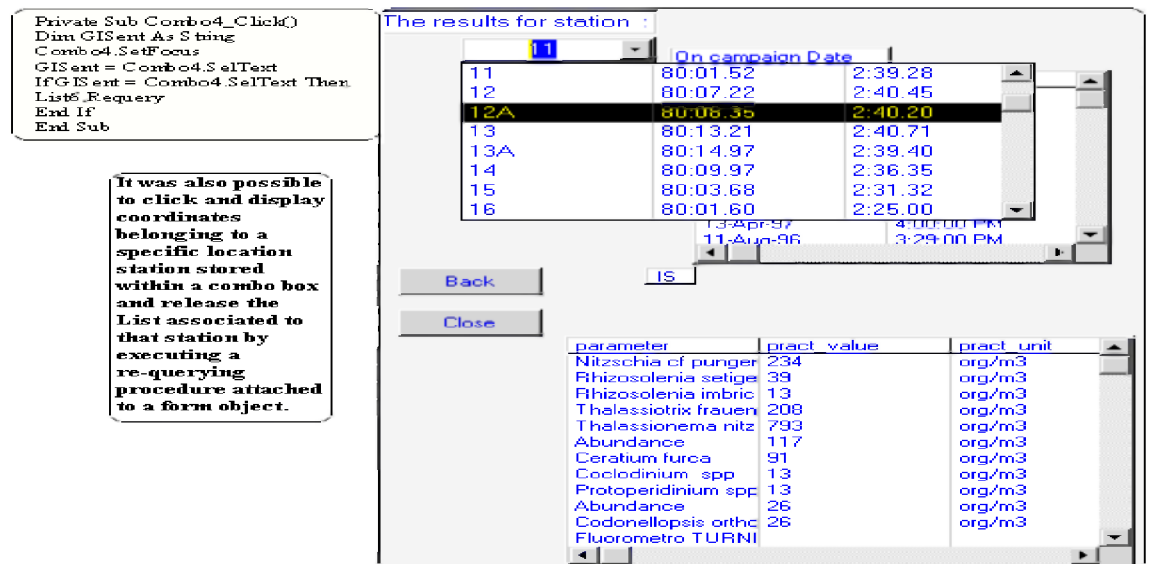 Private Sub Combo4_Click()
Dim GISent As String
Combo4.SetFocus
GISent = Combo4.SelText
If GISent = Combo4.SelText Then
List6.Requery
End If
End Sub
It was also possible
to click and display
coordinates
belonging to a
specific location
station stored
within a combo box
and release the
List associated to
that station by
executing a
re-querying
procedure attached
to a form object.
The results for station :
11
On campaign Date
11 80:01.52 2:39.28
12 80:07.22 2:40.45
12A 80:08.35 2:40.20
13 80:13.21 2:40.71
13A 80:14.97 2:39.40
14 80:09.97 2:36.35
15 80:03.68 2:31.32
16 80:01.60 2:25.00
13-Apr-97 4:00:00 PM
11-Aug-96 3:29:00 PM
IS
Back
Close
parameter pract_value pract_unit
Nitzschia cf punger 234 org/m3
Rhizosolenia setige 39 org/m3
Rhizosolenia imbric 13 org/m3
Thalassiotrix frauen 208 org/m3
Thalassionema nitz 793 org/m3
Abundance 117 org/m3
Ceratium furca 91 org/m3
Coclodinium spp 13 org/m3
Protoperidinium spp 13 org/m3
Abundance 26 org/m3
Codonellopsis ortho 26 org/m3
Fluorometro TURNI